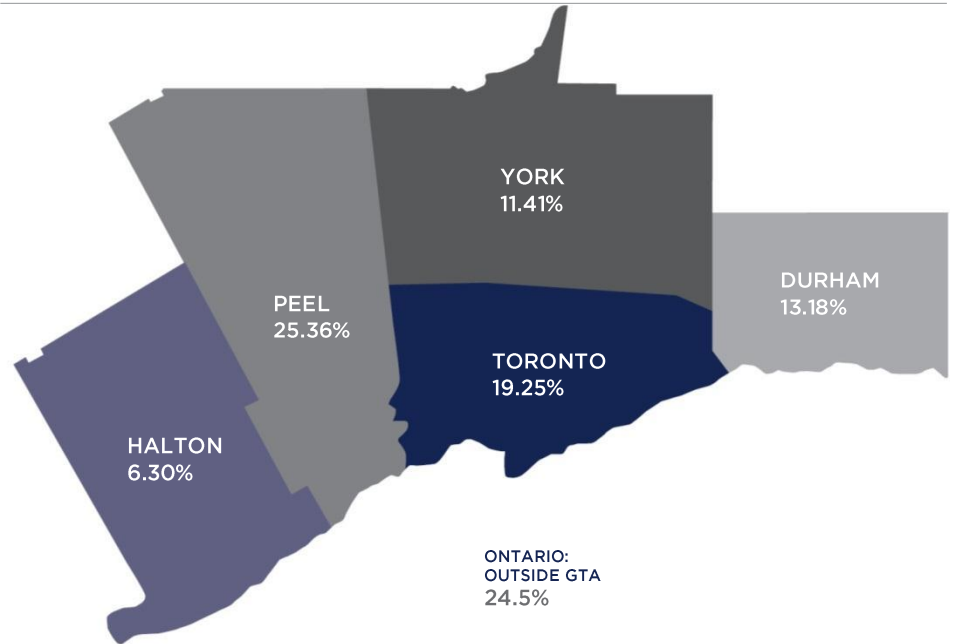 YORK
11.41%
DURHAM
13.18%
PEEL
25.36%
TORONTO
19.25%
HALTON
6.30%
ONTARIO:
OUTSIDE GTA
24.5%